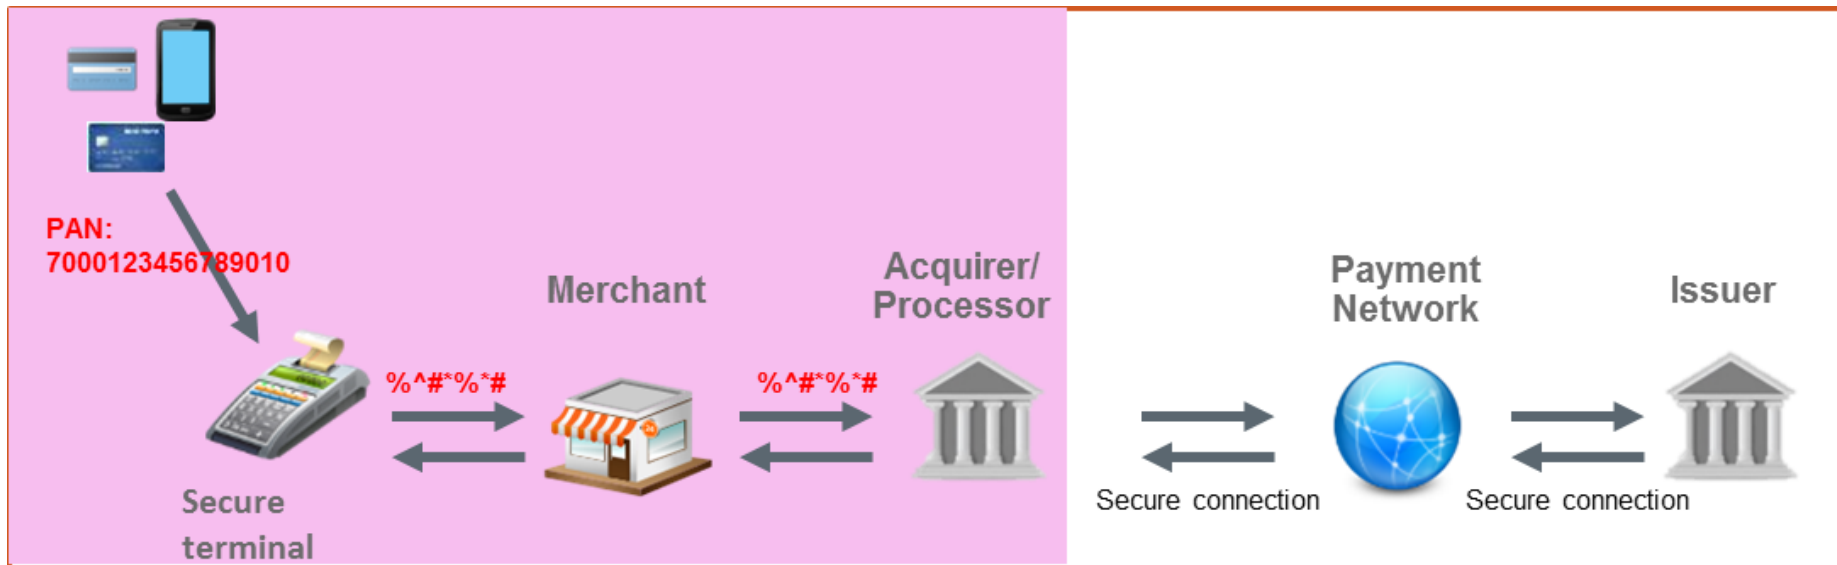 PAN:
7000123456789010
Merchant
Acquirer/
Processor
Payment
Network
Issuer
%^#*%*#
%^#*%*#
Secure connection
Secure connection
Secure
terminal